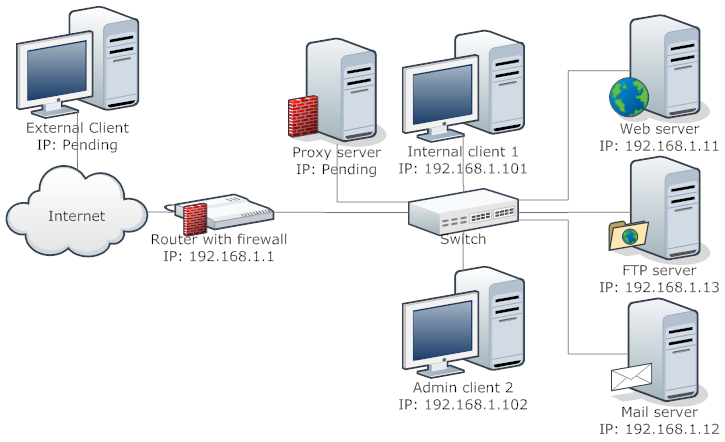 External Client
IP: Pending
Internet
Router with firewall
IP: 192.168.1.1
Proxy server
IP: Pending
Internal client 1
IP: 192.168.1.101
Switch
Admin client 2
IP: 192.168.1.102
Web server
IP: 192.168.1.11
FTP server
IP: 192.168.1.13
Mail server
IP: 192.168.1.12